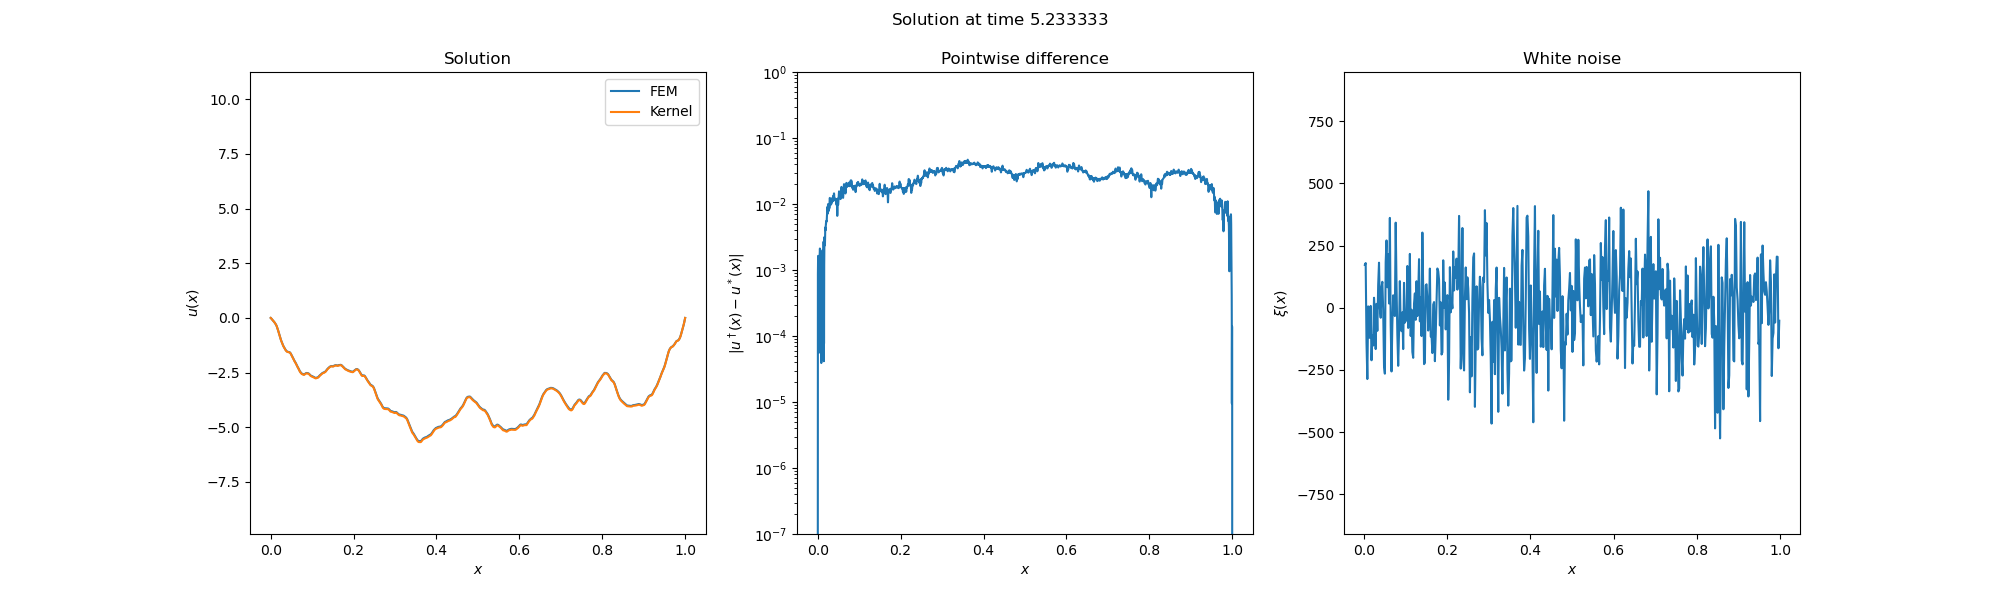 Solution at time 5.233333
Solution
10.0
7.5
5.0
2.5
0.0
−2.5
−5.0
−7.5
u(x)
0.0 0.2 0.4 0.6 0.8 1.0
x
FEM
Kernel
Pointwise difference
10⁰
10⁻¹
10⁻²
10⁻³
10⁻⁴
10⁻⁵
10⁻⁶
10⁻⁷
|u†(x) − u*(x)|
0.0 0.2 0.4 0.6 0.8 1.0
x
White noise
750
500
250
0
−250
−500
−750
ξ(x)
0.0 0.2 0.4 0.6 0.8 1.0
x